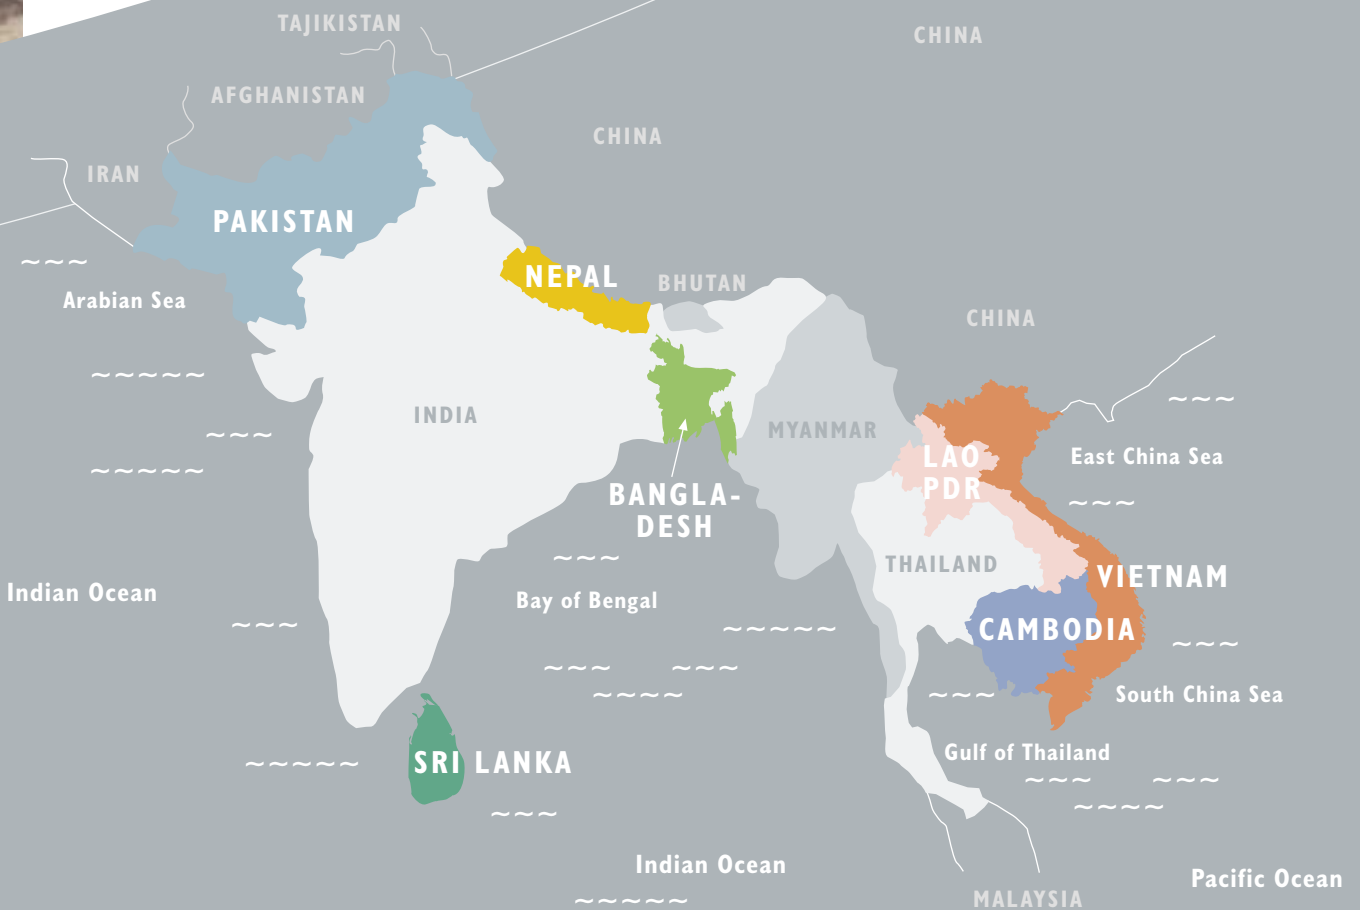 TAJIKISTAN
CHINA
AFGHANISTAN
CHINA
IRAN
PAKISTAN
NEPAL
BHUTAN
Arabian Sea
CHINA
INDIA
MYANMAR
LAO
PDR
East China Sea
BANGLA-
DESH
THAILAND
VIETNAM
Indian Ocean
Bay of Bengal
CAMBODIA
South China Sea
Gulf of Thailand
SRI LANKA
Indian Ocean
Pacific Ocean
MALAYSIA